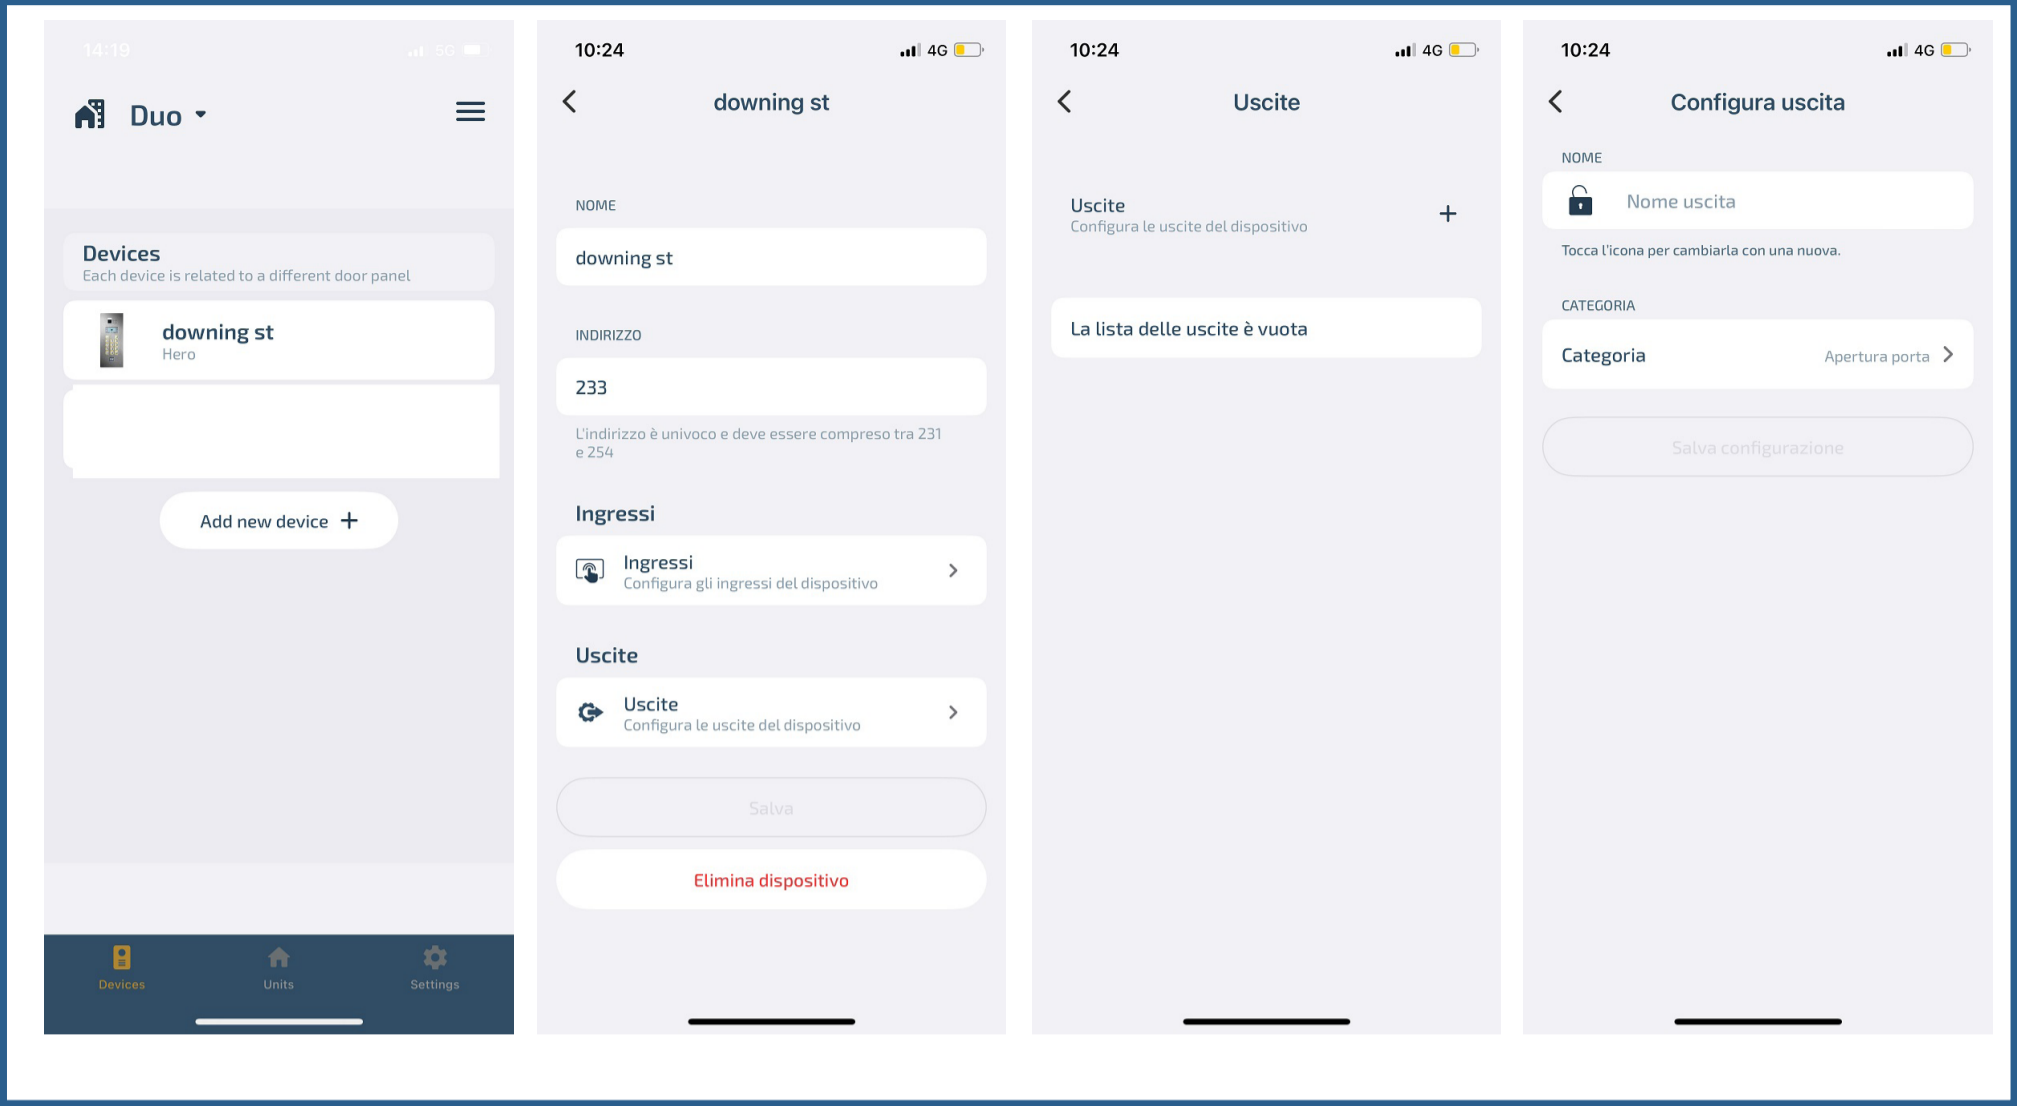 14:19
5G
Duo
Devices
Each device is related to a different door panel
downing st
Hero
Add new device +
Devices
Units
Settings
10:24
4G
downing st
NOME
downing st
INDIRIZZO
233
L'indirizzo è univoco e deve essere compreso tra 231
e 254
Ingressi
Ingressi
Configura gli ingressi del dispositivo
Uscite
Uscite
Configura le uscite del dispositivo
Salva
Elimina dispositivo
10:24
4G
Uscite
Uscite
Configura le uscite del dispositivo
+
La lista delle uscite è vuota
10:24
4G
Configura uscita
NOME
Nome uscita
Tocca l'icona per cambiarla con una nuova.
CATEGORIA
Categoria
Apertura porta
Salva configurazione